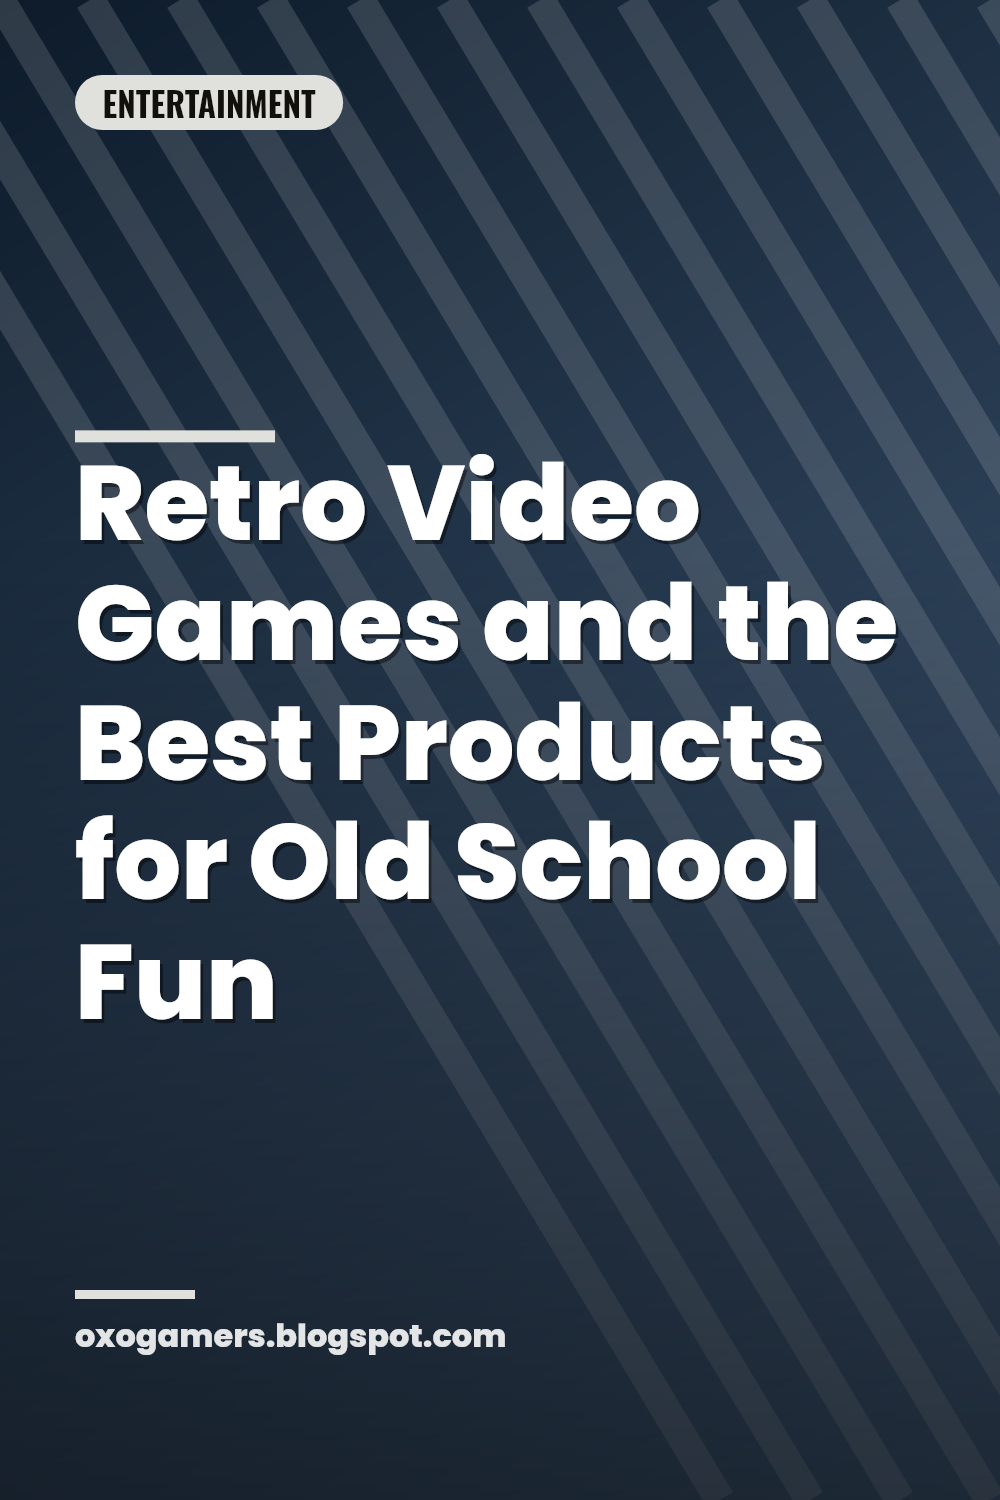 ENTERTAINMENT
Retro Video
Games and the
Best Products
for Old School
Fun
oxogamers.blogspot.com